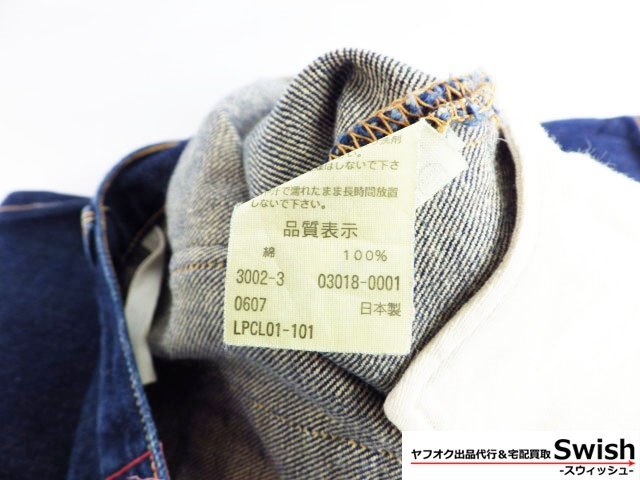 しないで下さ
で濡れたまま長時間放置
しないで下さい。
品質表示
綿 100%
3002-3 03018-0001
0607 日本製
LPCL01-101
ヤフオク出品代行&宅配買取 Swish
-スウィッシュ-